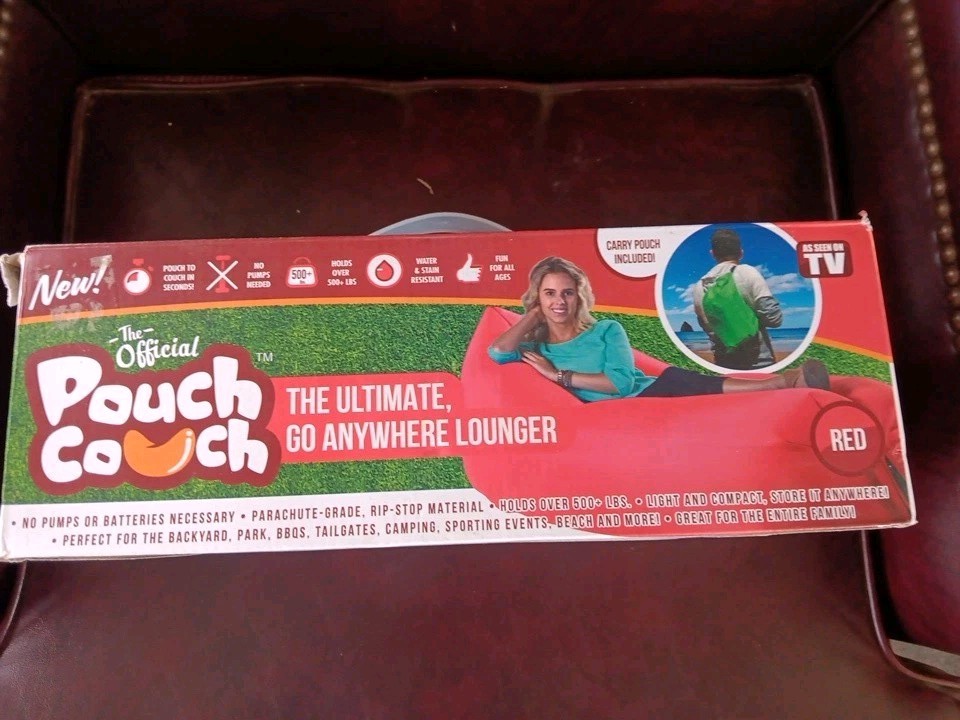 New!
POUCH TO
COUCH IN
SECONDS!
NO
PUMPS
NEEDED
500+
HOLDS
OVER
500+ LBS
WATER
& STAIN
RESISTANT
FUN
FOR ALL
AGES
CARRY POUCH
INCLUDED!
AS SEEN ON
TV
-The-
Official
Pouch
Couch
TM
THE ULTIMATE,
GO ANYWHERE LOUNGER
RED
• NO PUMPS OR BATTERIES NECESSARY • PARACHUTE-GRADE, RIP-STOP MATERIAL • HOLDS OVER 500+ LBS. • LIGHT AND COMPACT, STORE IT ANYWHERE!
• PERFECT FOR THE BACKYARD, PARK, BBQS, TAILGATES, CAMPING, SPORTING EVENTS, BEACH AND MORE! • GREAT FOR THE ENTIRE FAMILY!